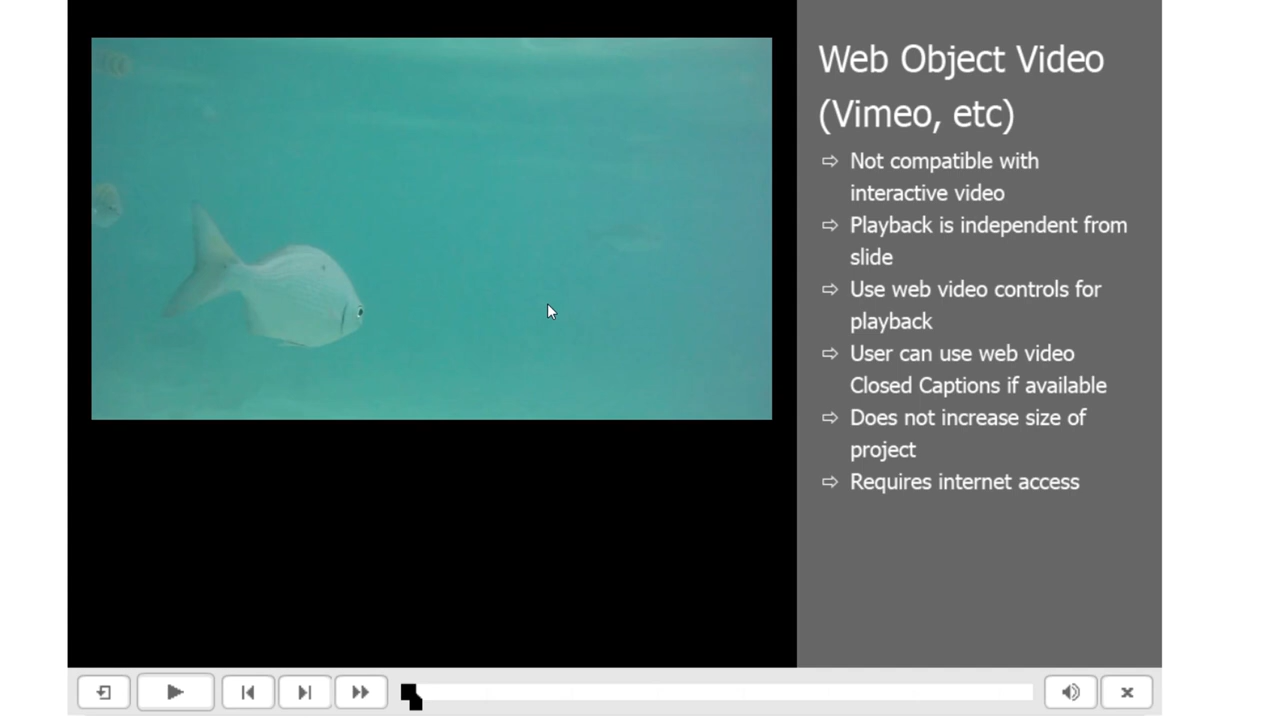 Web Object Video
(Vimeo, etc)
⇨ Not compatible with
interactive video
⇨ Playback is independent from
slide
⇨ Use web video controls for
playback
⇨ User can use web video
Closed Captions if available
⇨ Does not increase size of
project
⇨ Requires internet access